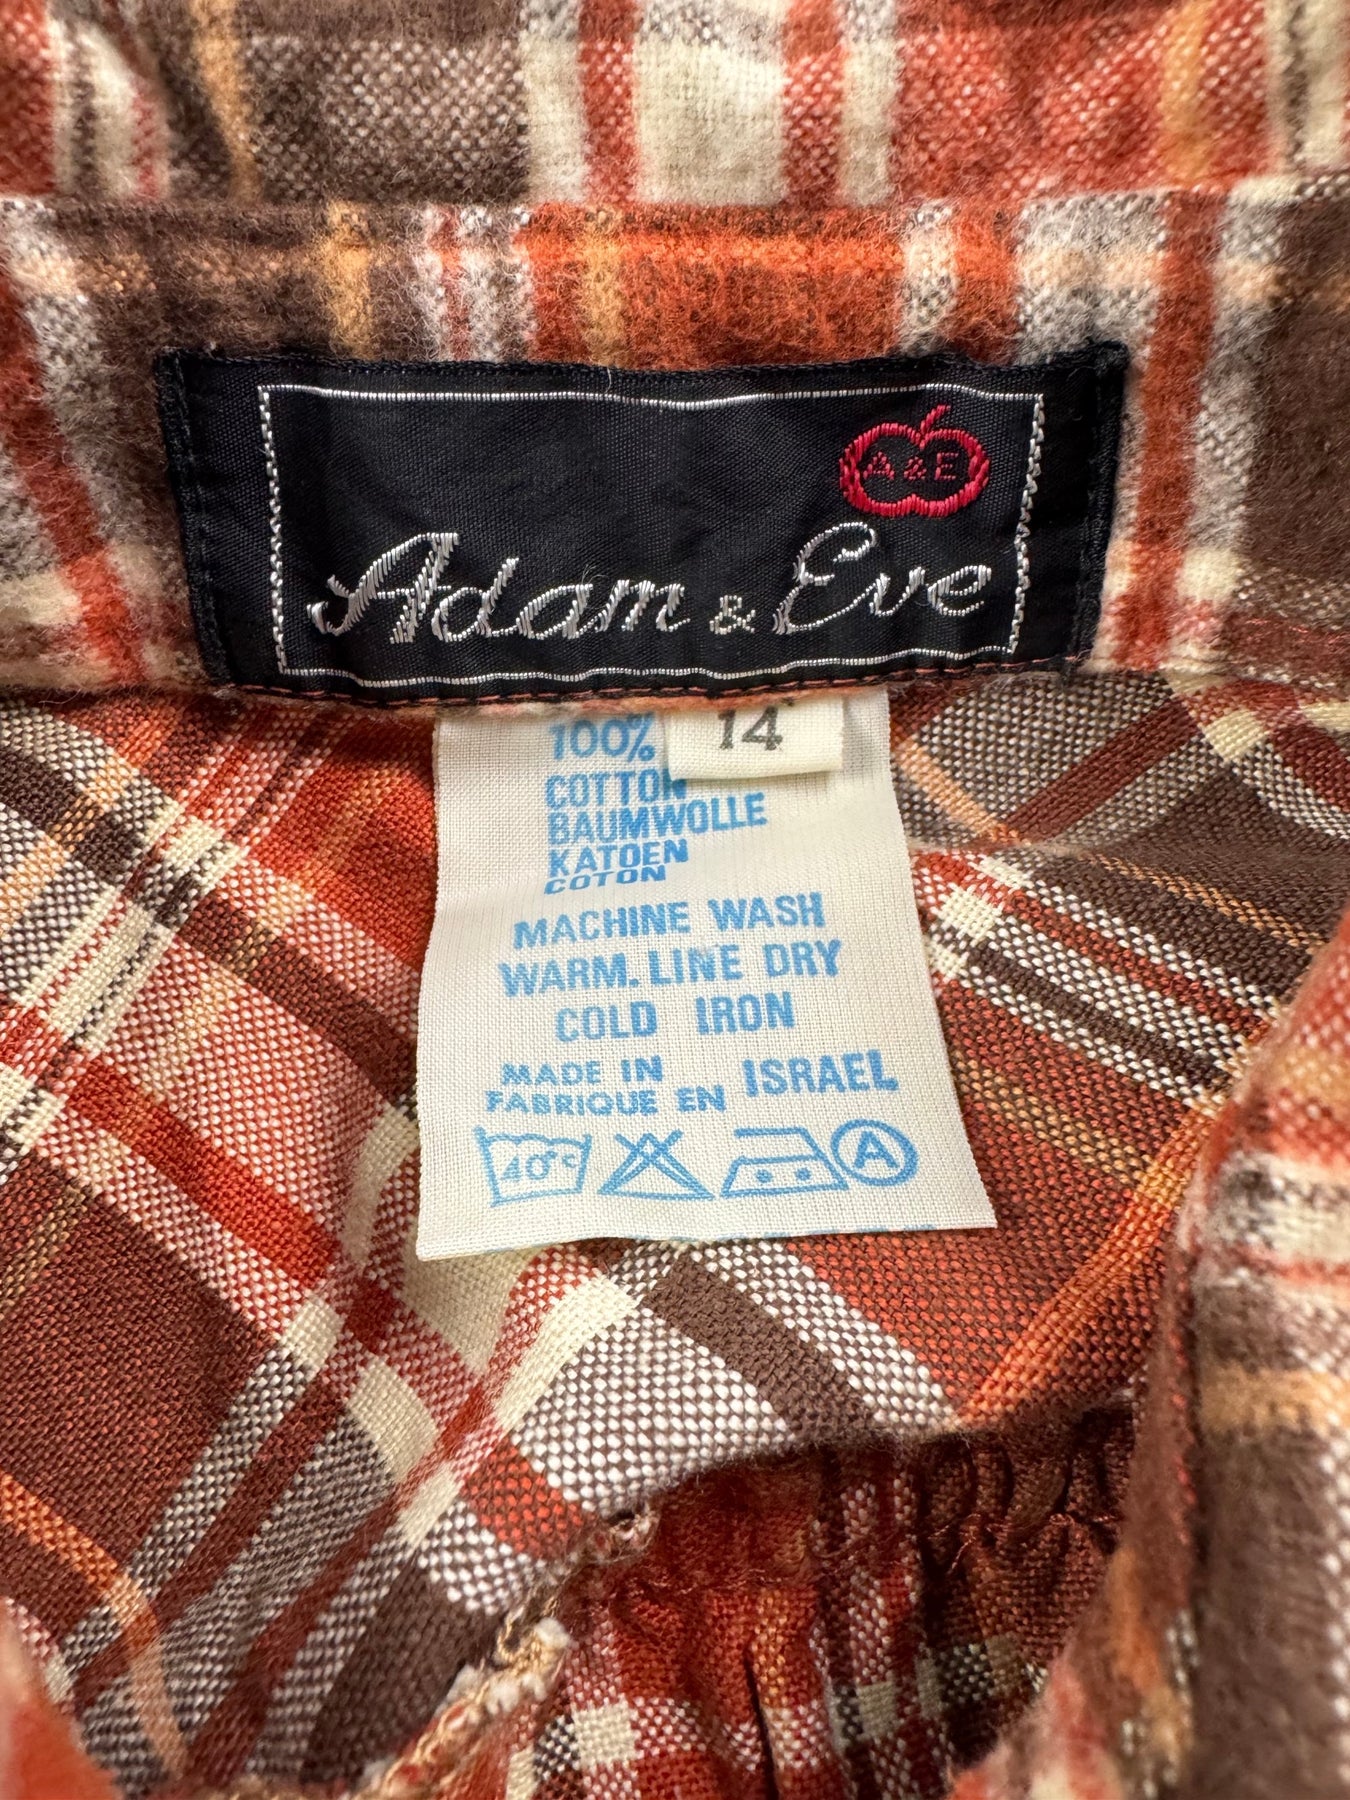 A & E
Adam & Eve
14
100%
COTTON
BAUMWOLLE
KATOEN
COTON
MACHINE WASH
WARM. LINE DRY
COLD IRON
MADE IN
FABRIQUE EN ISRAEL
40°C
A